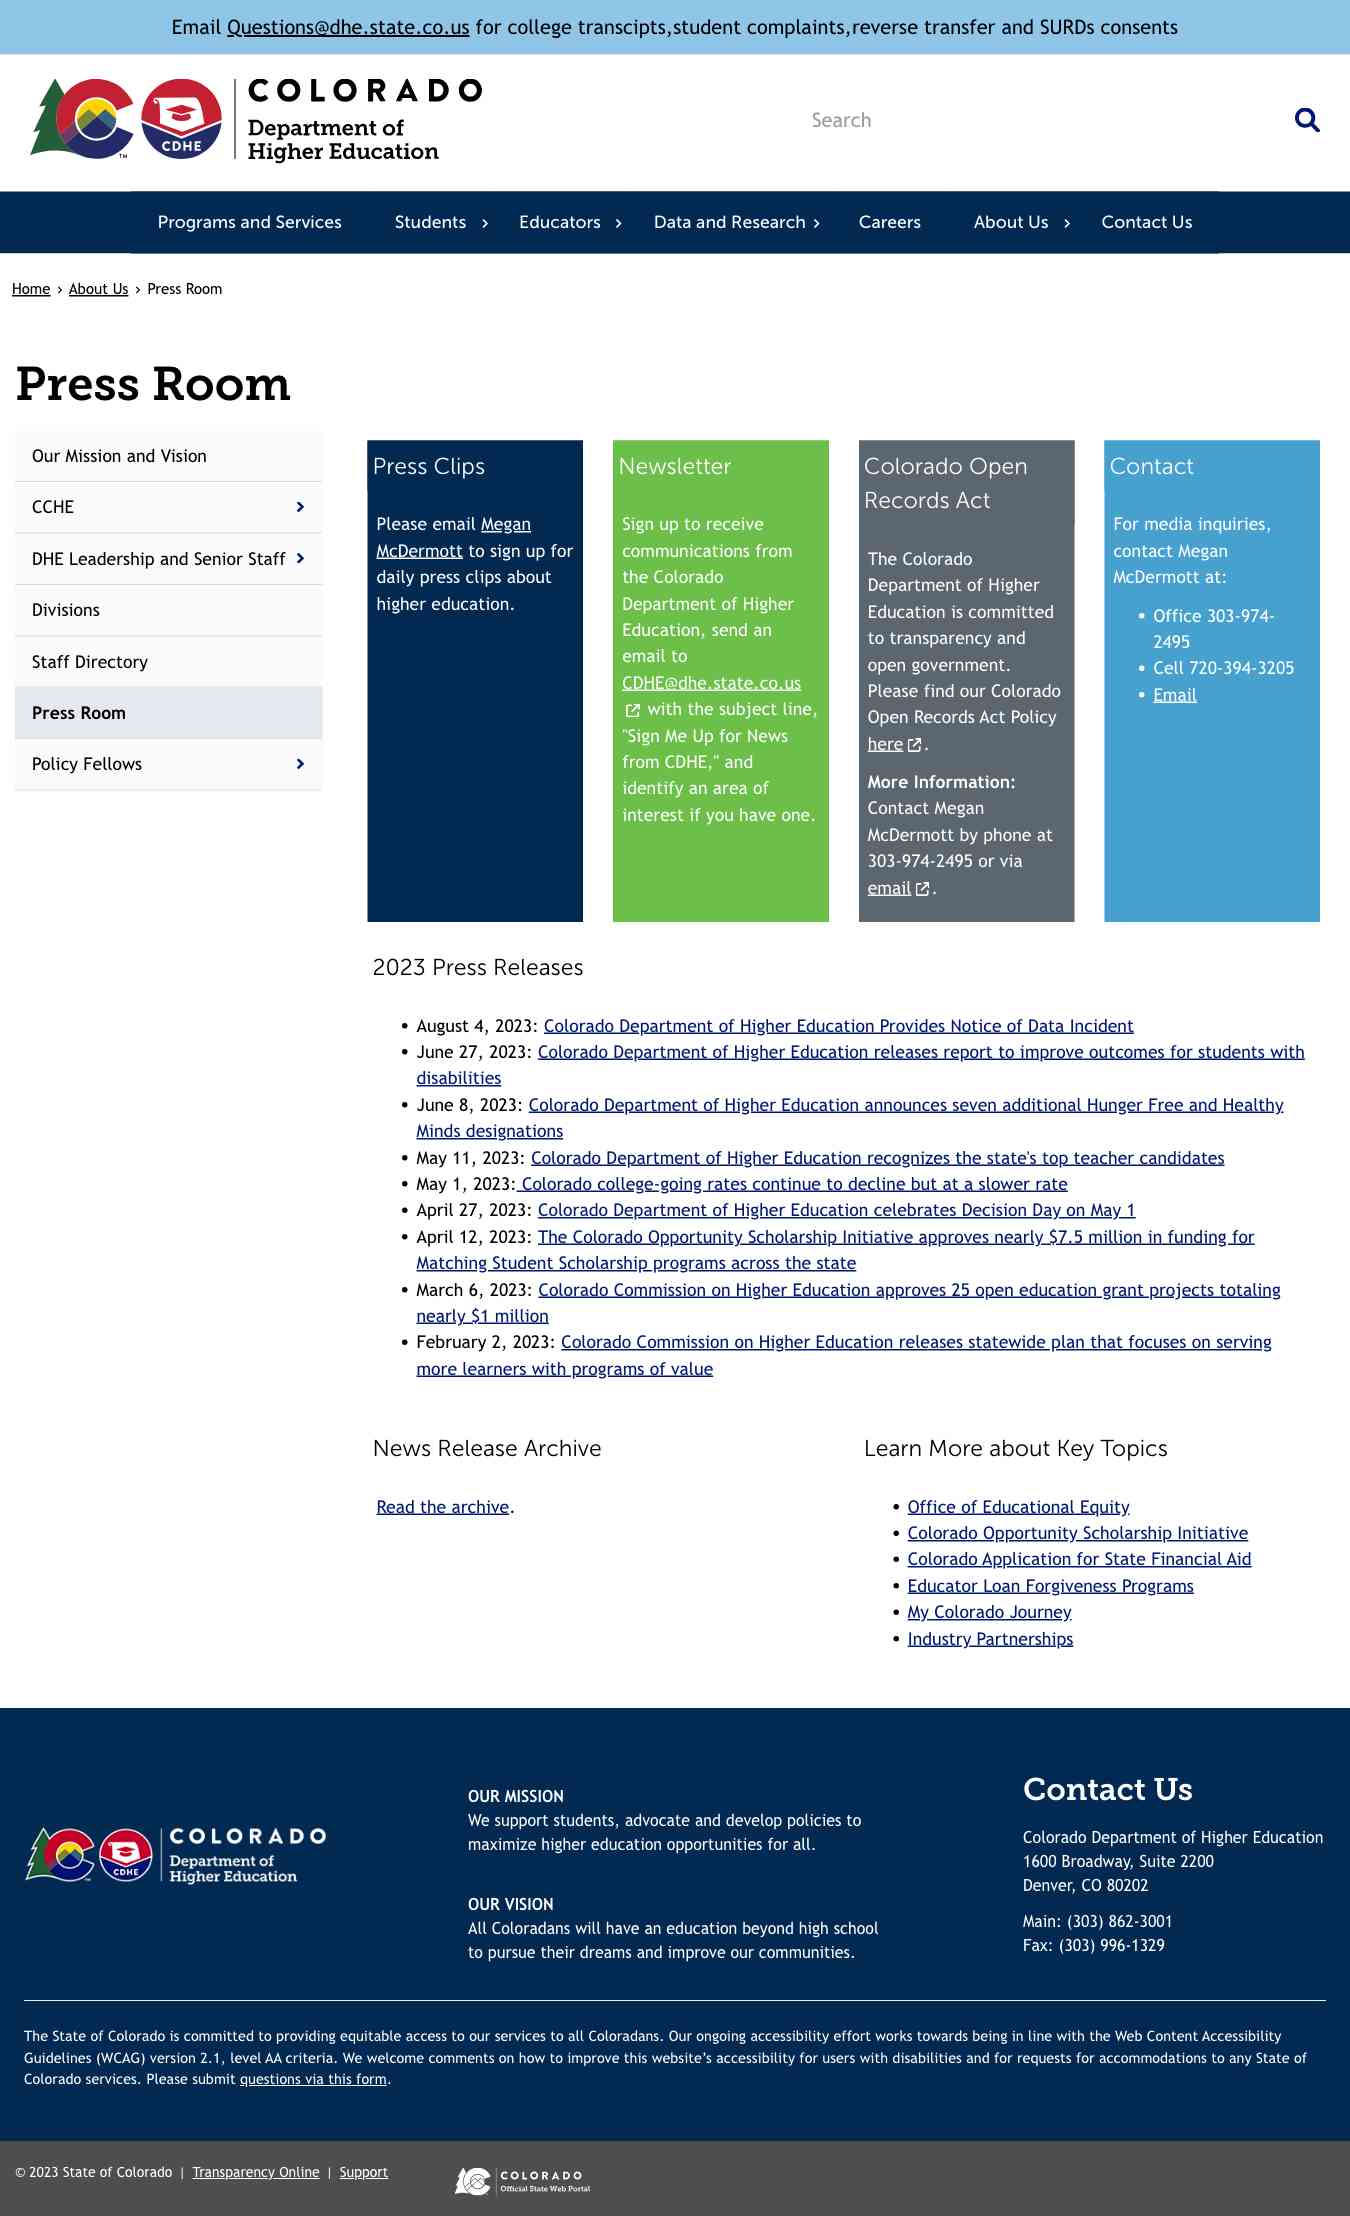 Email Questions@dhe.state.co.us for college transcipts,student complaints,reverse transfer and SURDs consents
CDHE
TM
COLORADO
Department of
Higher Education
Search
Programs and Services
Students
Educators
Data and Research
Careers
About Us
Contact Us
Home › About Us › Press Room
Press Room
Our Mission and Vision
CCHE
DHE Leadership and Senior Staff
Divisions
Staff Directory
Press Room
Policy Fellows
Press Clips
Please email Megan
McDermott to sign up for
daily press clips about
higher education.
Newsletter
Sign up to receive
communications from
the Colorado
Department of Higher
Education, send an
email to
CDHE@dhe.state.co.us
with the subject line,
"Sign Me Up for News
from CDHE," and
identify an area of
interest if you have one.
Colorado Open
Records Act
The Colorado
Department of Higher
Education is committed
to transparency and
open government.
Please find our Colorado
Open Records Act Policy
here .
More Information:
Contact Megan
McDermott by phone at
303-974-2495 or via
email .
Contact
For media inquiries,
contact Megan
McDermott at:
• Office 303-974-
2495
• Cell 720-394-3205
• Email
2023 Press Releases
• August 4, 2023: Colorado Department of Higher Education Provides Notice of Data Incident
• June 27, 2023: Colorado Department of Higher Education releases report to improve outcomes for students with
disabilities
• June 8, 2023: Colorado Department of Higher Education announces seven additional Hunger Free and Healthy
Minds designations
• May 11, 2023: Colorado Department of Higher Education recognizes the state's top teacher candidates
• May 1, 2023: Colorado college-going rates continue to decline but at a slower rate
• April 27, 2023: Colorado Department of Higher Education celebrates Decision Day on May 1
• April 12, 2023: The Colorado Opportunity Scholarship Initiative approves nearly $7.5 million in funding for
Matching Student Scholarship programs across the state
• March 6, 2023: Colorado Commission on Higher Education approves 25 open education grant projects totaling
nearly $1 million
• February 2, 2023: Colorado Commission on Higher Education releases statewide plan that focuses on serving
more learners with programs of value
News Release Archive
Read the archive.
Learn More about Key Topics
• Office of Educational Equity
• Colorado Opportunity Scholarship Initiative
• Colorado Application for State Financial Aid
• Educator Loan Forgiveness Programs
• My Colorado Journey
• Industry Partnerships
CDHE
COLORADO
Department of
Higher Education
OUR MISSION
We support students, advocate and develop policies to
maximize higher education opportunities for all.
OUR VISION
All Coloradans will have an education beyond high school
to pursue their dreams and improve our communities.
Contact Us
Colorado Department of Higher Education
1600 Broadway, Suite 2200
Denver, CO 80202
Main: (303) 862-3001
Fax: (303) 996-1329
The State of Colorado is committed to providing equitable access to our services to all Coloradans. Our ongoing accessibility effort works towards being in line with the Web Content Accessibility
Guidelines (WCAG) version 2.1, level AA criteria. We welcome comments on how to improve this website’s accessibility for users with disabilities and for requests for accommodations to any State of
Colorado services. Please submit questions via this form.
© 2023 State of Colorado | Transparency Online | Support
COLORADO
Official State Web Portal